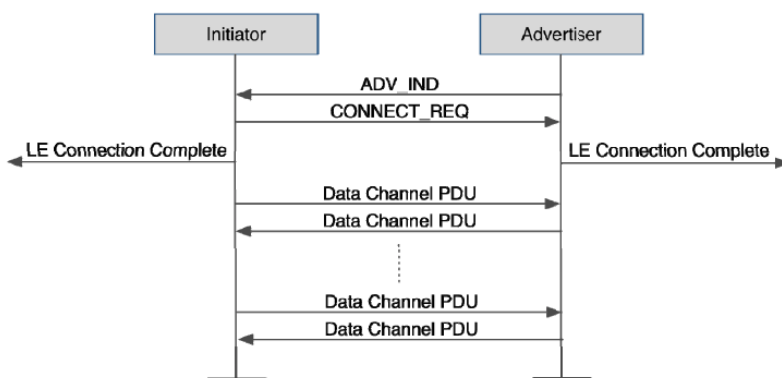 Initiator
Advertiser
ADV_IND
CONNECT_REQ
LE Connection Complete
LE Connection Complete
Data Channel PDU
Data Channel PDU
Data Channel PDU
Data Channel PDU